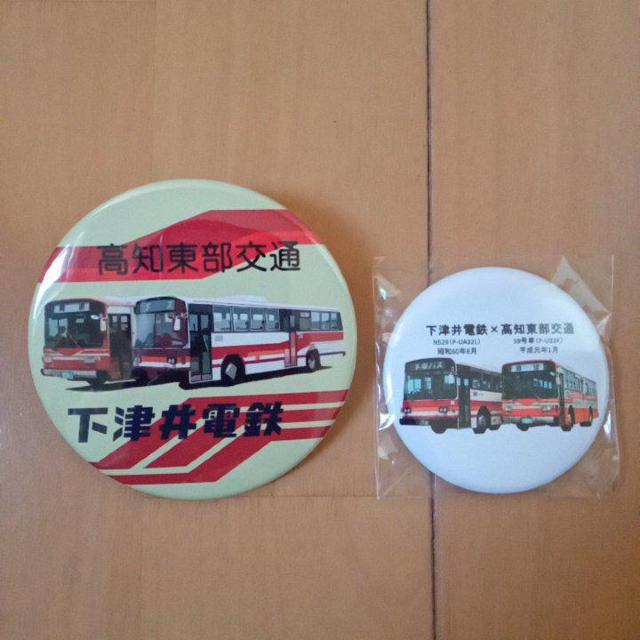 高知東部交通
下津井電鉄
下津井電鉄×高知東部交通
N529(P-UA32L) 39号車(P-U32K)
昭和60年8月 平成元年1月